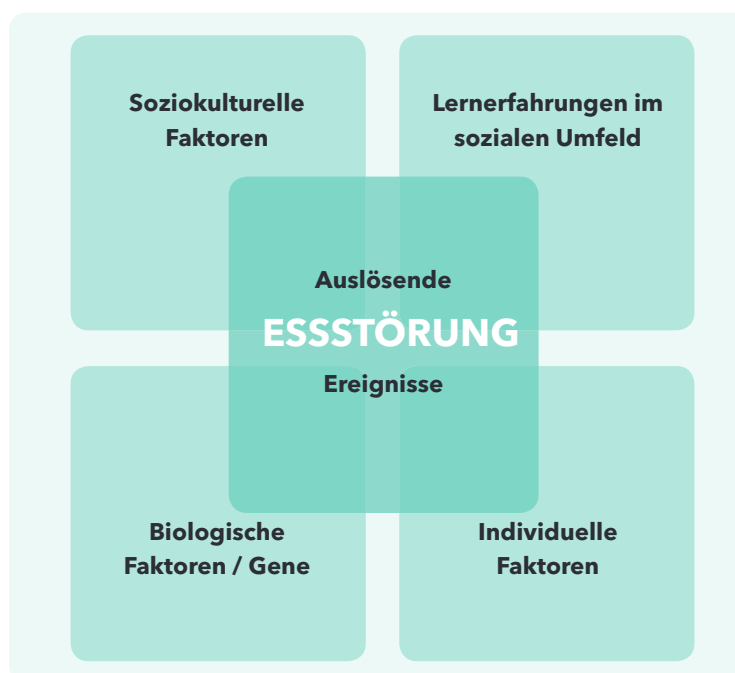 Soziokulturelle
Faktoren
Lernerfahrungen im
sozialen Umfeld
Auslösende
ESSSTÖRUNG
Ereignisse
Biologische
Faktoren / Gene
Individuelle
Faktoren